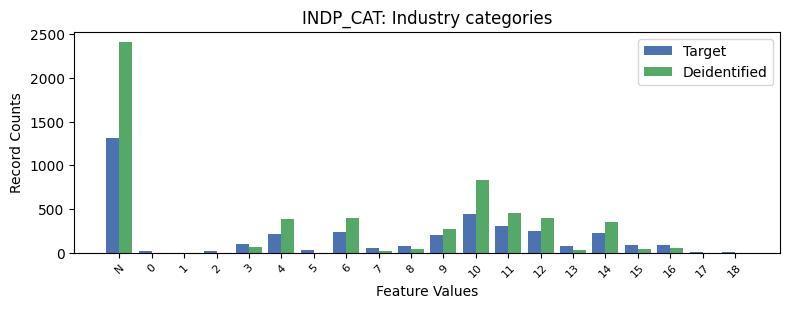 INDP_CAT: Industry categories
2500
2000
1500
1000
500
0
Record Counts
Target
Deidentified
N 0 1 2 3 4 5 6 7 8 9 10 11 12 13 14 15 16 17 18
Feature Values